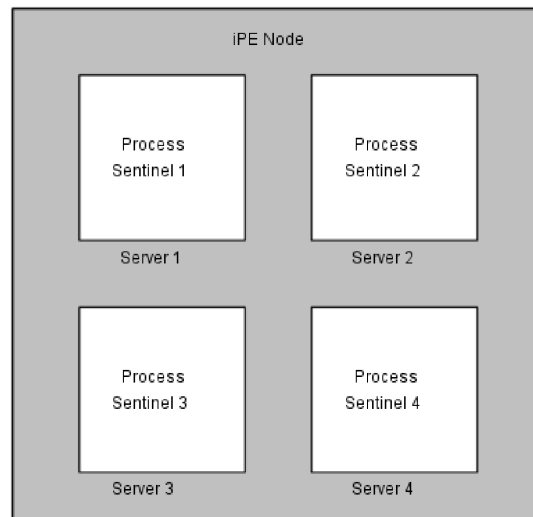 iPE Node
Process
Sentinel 1
Process
Sentinel 2
Server 1
Server 2
Process
Sentinel 3
Process
Sentinel 4
Server 3
Server 4